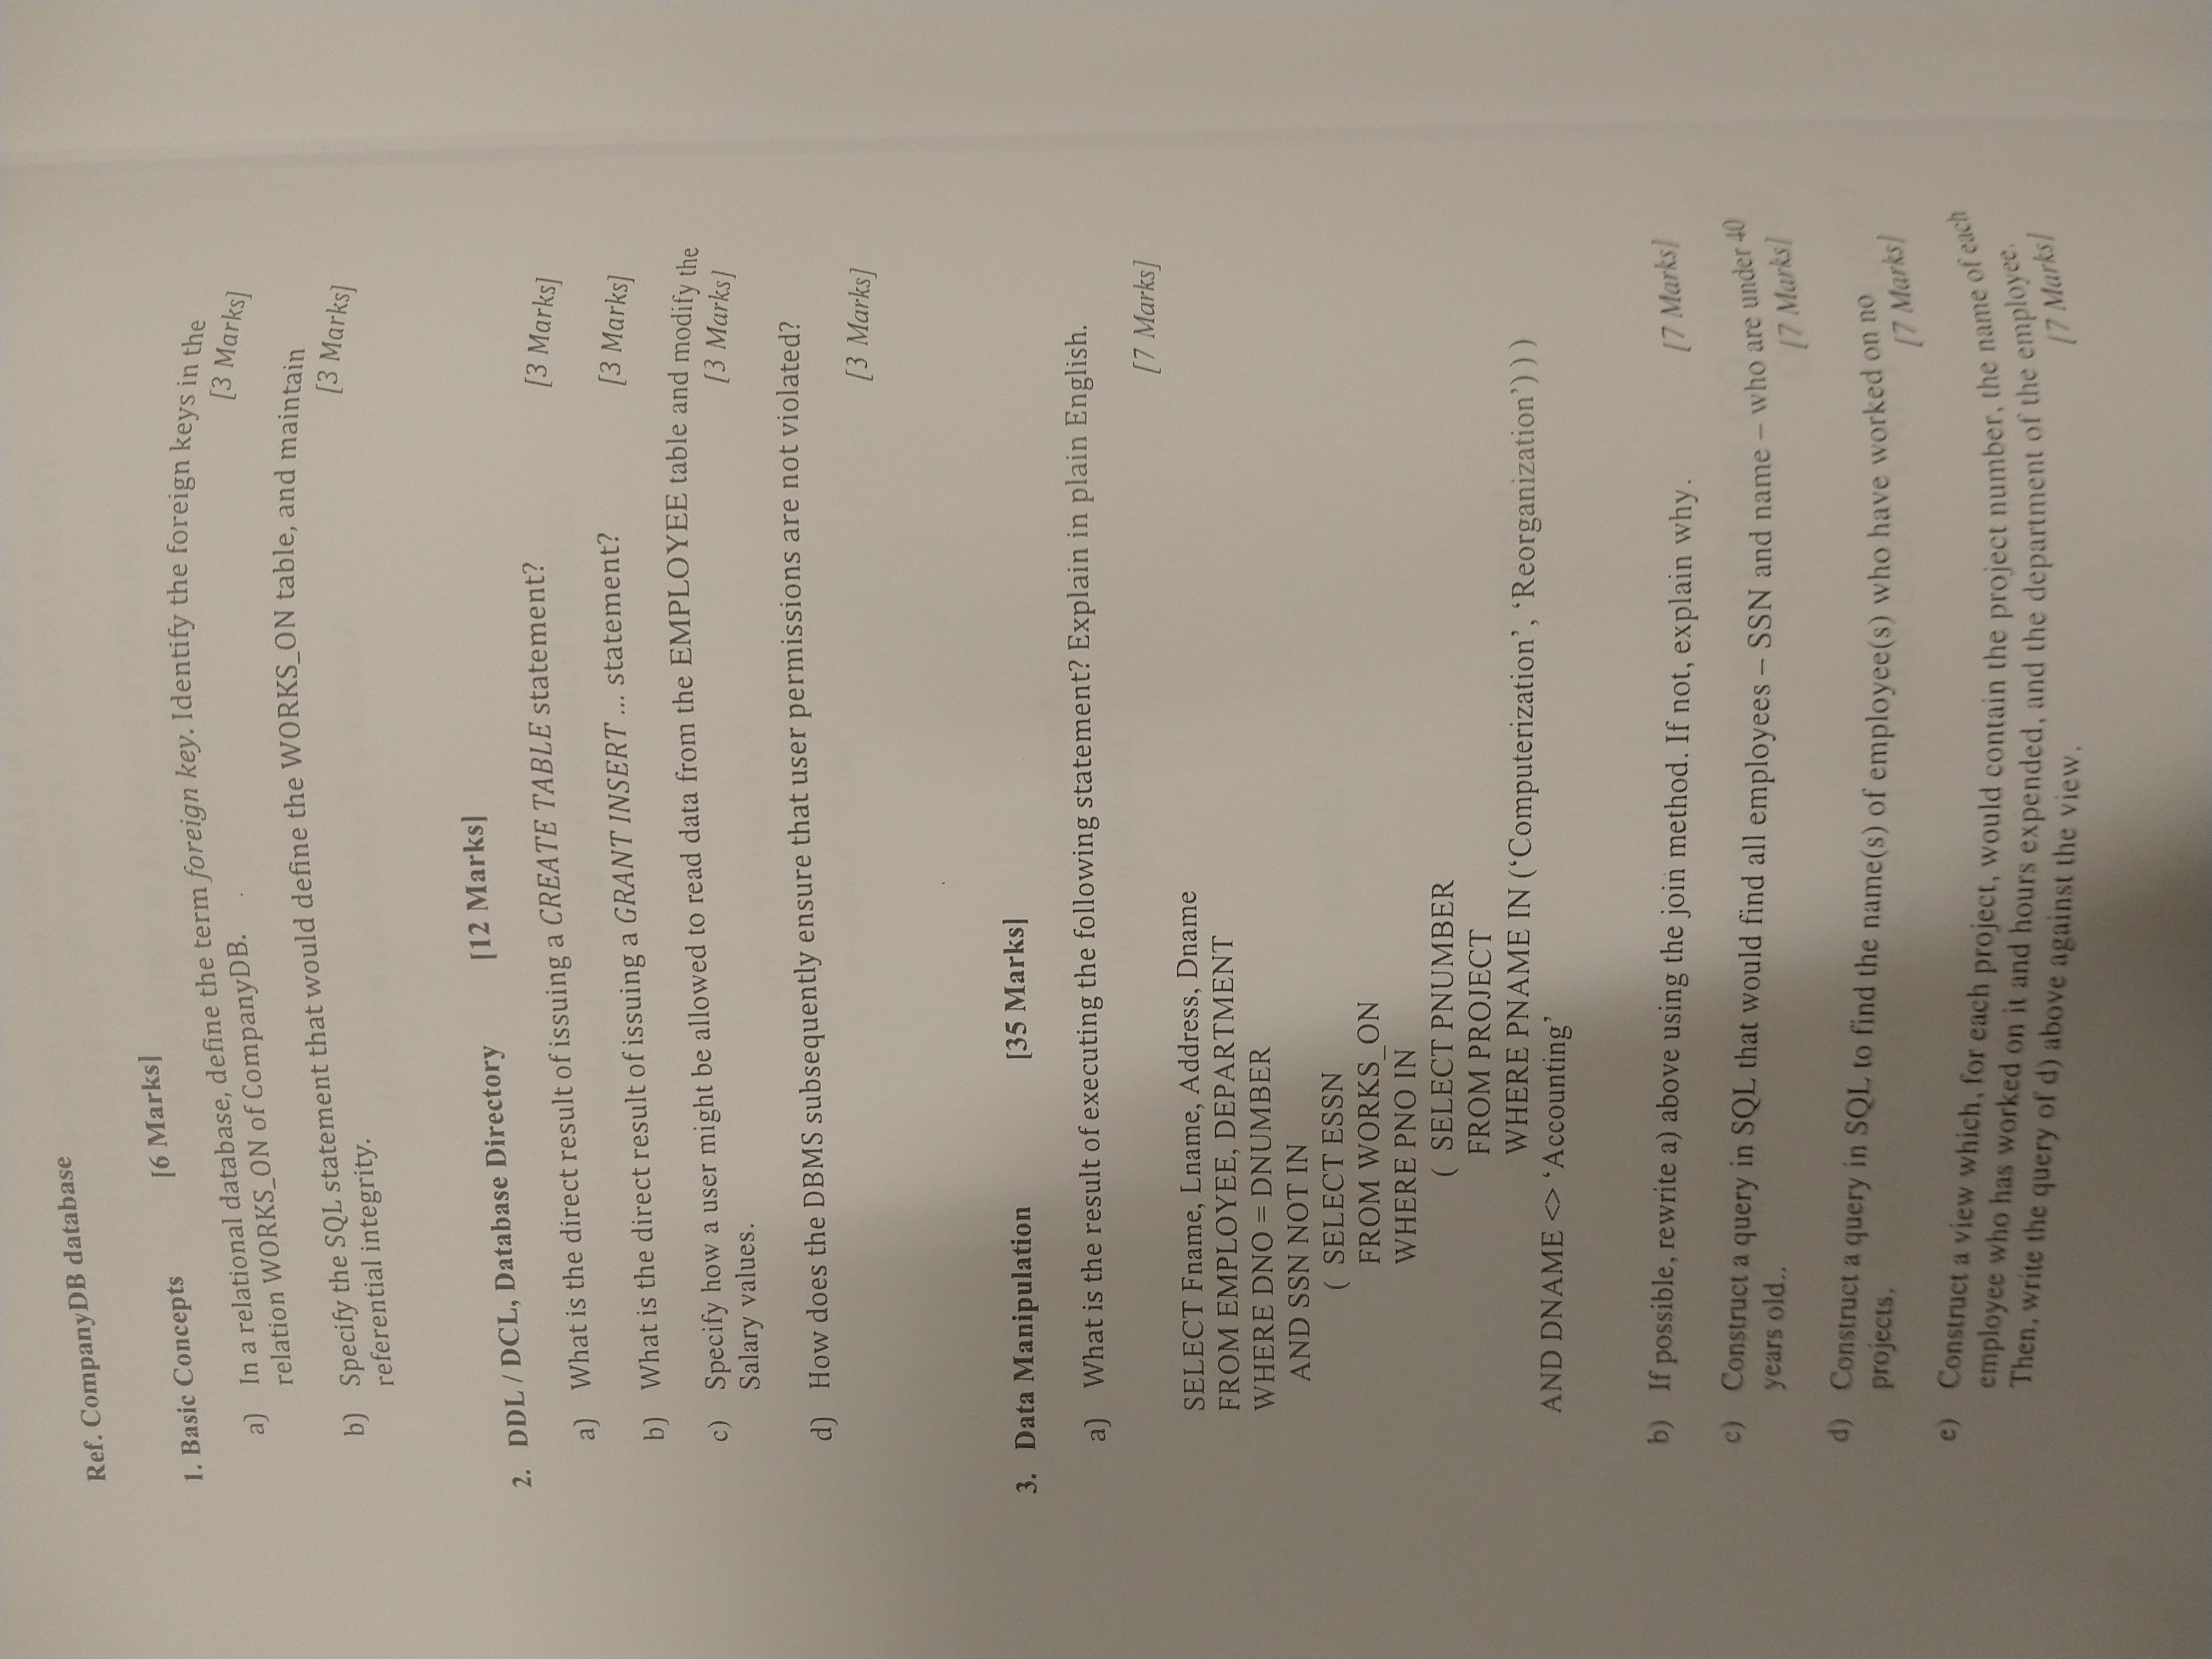 Ref. CompanyDB database
1. Basic Concepts [6 Marks]
a) In a relational database, define the term foreign key. Identify the foreign keys in the
relation WORKS_ON of CompanyDB. [3 Marks]
b) Specify the SQL statement that would define the WORKS_ON table, and maintain
referential integrity. [3 Marks]
2. DDL / DCL, Database Directory [12 Marks]
a) What is the direct result of issuing a CREATE TABLE statement? [3 Marks]
b) What is the direct result of issuing a GRANT INSERT ... statement? [3 Marks]
c) Specify how a user might be allowed to read data from the EMPLOYEE table and modify the
Salary values. [3 Marks]
d) How does the DBMS subsequently ensure that user permissions are not violated?
[3 Marks]
3. Data Manipulation [35 Marks]
a) What is the result of executing the following statement? Explain in plain English.
[7 Marks]
SELECT Fname, Lname, Address, Dname
FROM EMPLOYEE, DEPARTMENT
WHERE DNO = DNUMBER
AND SSN NOT IN
( SELECT ESSN
FROM WORKS_ON
WHERE PNO IN
( SELECT PNUMBER
FROM PROJECT
WHERE PNAME IN (‘Computerization’, ‘Reorganization’) ) )
AND DNAME <> ‘Accounting’
b) If possible, rewrite a) above using the join method. If not, explain why. [7 Marks]
c) Construct a query in SQL that would find all employees – SSN and name – who are under 40
years old.. [7 Marks]
d) Construct a query in SQL to find the name(s) of employee(s) who have worked on no
projects. [7 Marks]
e) Construct a view which, for each project, would contain the project number, the name of each
employee who has worked on it and hours expended, and the department of the employee.
Then, write the query of d) above against the view. [7 Marks]